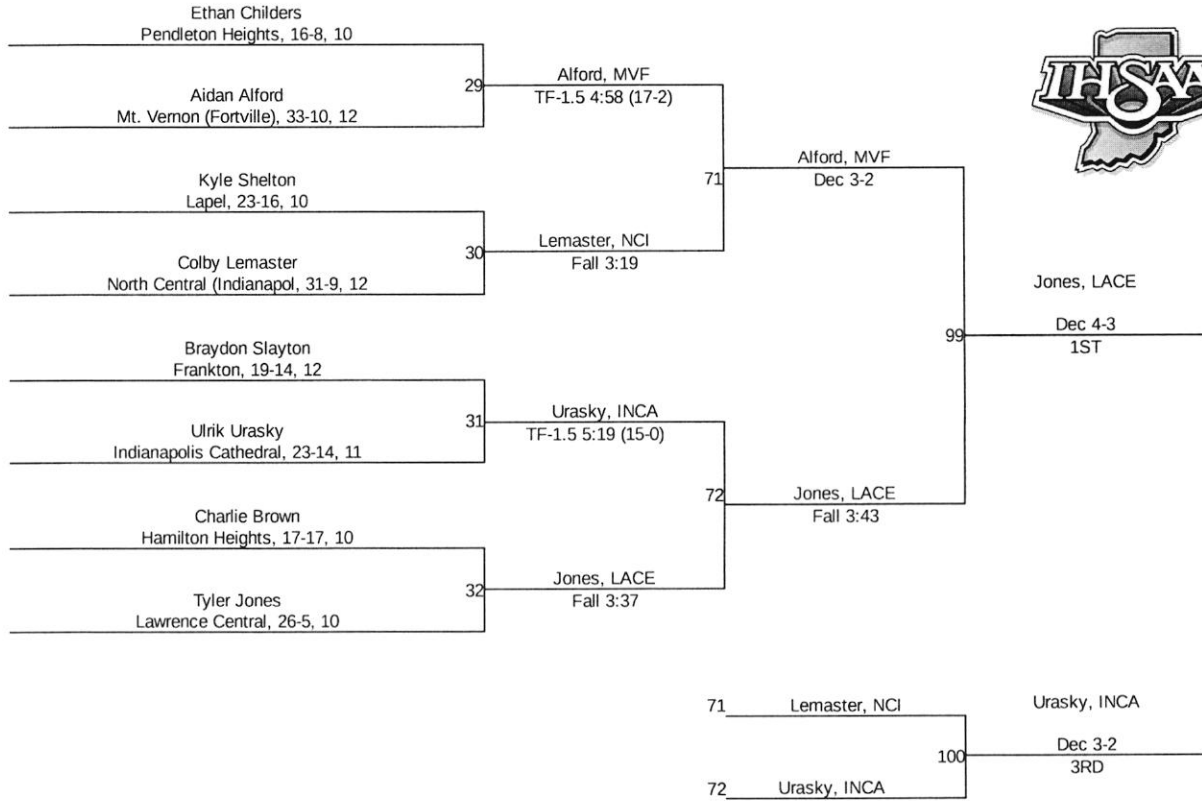 Ethan Childers
Pendleton Heights, 16-8, 10
Aidan Alford
Mt. Vernon (Fortville), 33-10, 12
29
Alford, MVF
TF-1.5 4:58 (17-2)
IHSAA
Kyle Shelton
Lapel, 23-16, 10
Colby Lemaster
North Central (Indianapol, 31-9, 12
30
Lemaster, NCI
Fall 3:19
71
Alford, MVF
Dec 3-2
Braydon Slayton
Frankton, 19-14, 12
Ulrik Urasky
Indianapolis Cathedral, 23-14, 11
31
Urasky, INCA
TF-1.5 5:19 (15-0)
Charlie Brown
Hamilton Heights, 17-17, 10
Tyler Jones
Lawrence Central, 26-5, 10
32
Jones, LACE
Fall 3:37
72
Jones, LACE
Fall 3:43
99
Jones, LACE
Dec 4-3
1ST
71
Lemaster, NCI
72
Urasky, INCA
100
Urasky, INCA
Dec 3-2
3RD